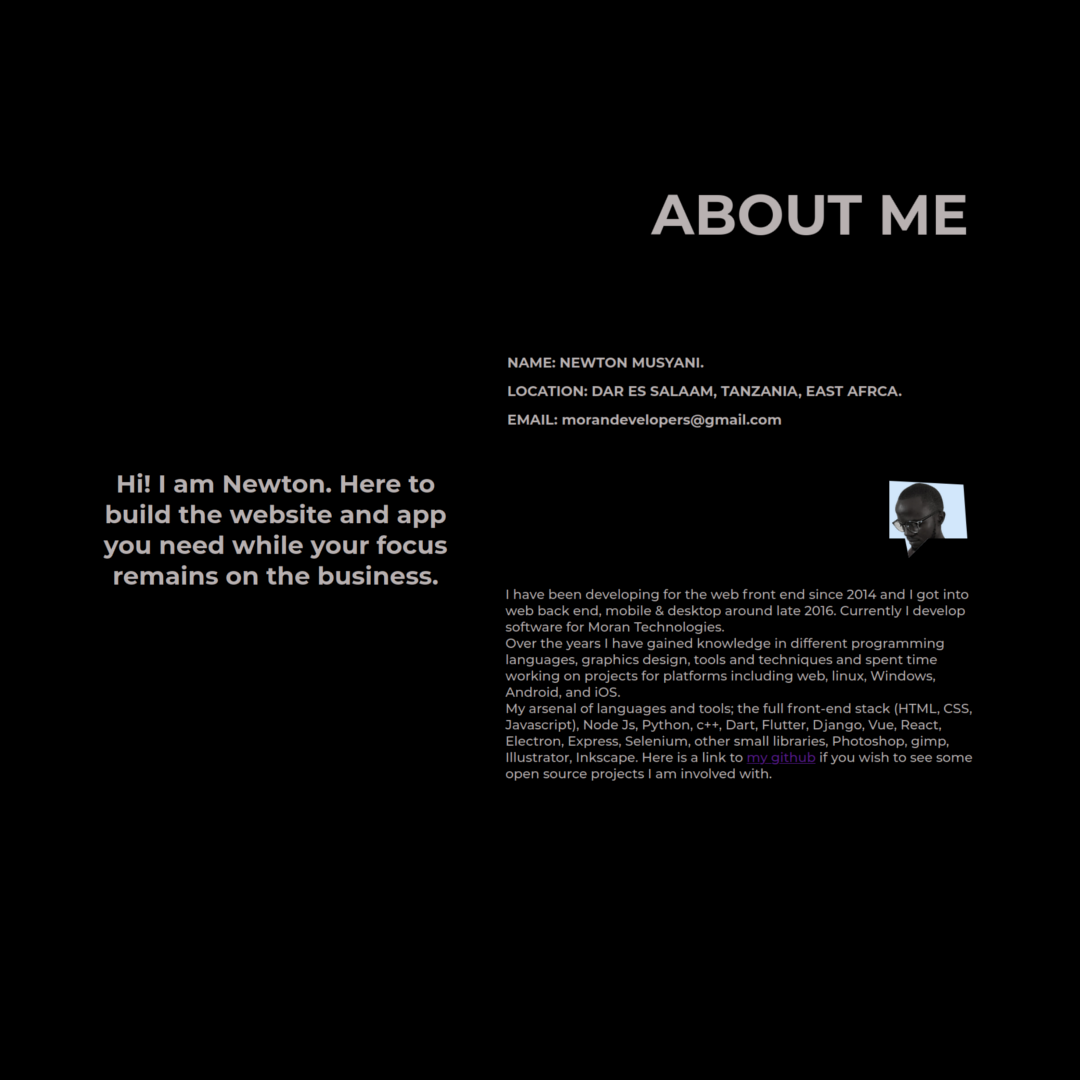 ABOUT ME
NAME: NEWTON MUSYANI.
LOCATION: DAR ES SALAAM, TANZANIA, EAST AFRCA.
EMAIL: morandevelopers@gmail.com
Hi! I am Newton. Here to
build the website and app
you need while your focus
remains on the business.
I have been developing for the web front end since 2014 and I got into
web back end, mobile & desktop around late 2016. Currently I develop
software for Moran Technologies.
Over the years I have gained knowledge in different programming
languages, graphics design, tools and techniques and spent time
working on projects for platforms including web, linux, Windows,
Android, and iOS.
My arsenal of languages and tools; the full front-end stack (HTML, CSS,
Javascript), Node Js, Python, c++, Dart, Flutter, Django, Vue, React,
Electron, Express, Selenium, other small libraries, Photoshop, gimp,
Illustrator, Inkscape. Here is a link to my github if you wish to see some
open source projects I am involved with.